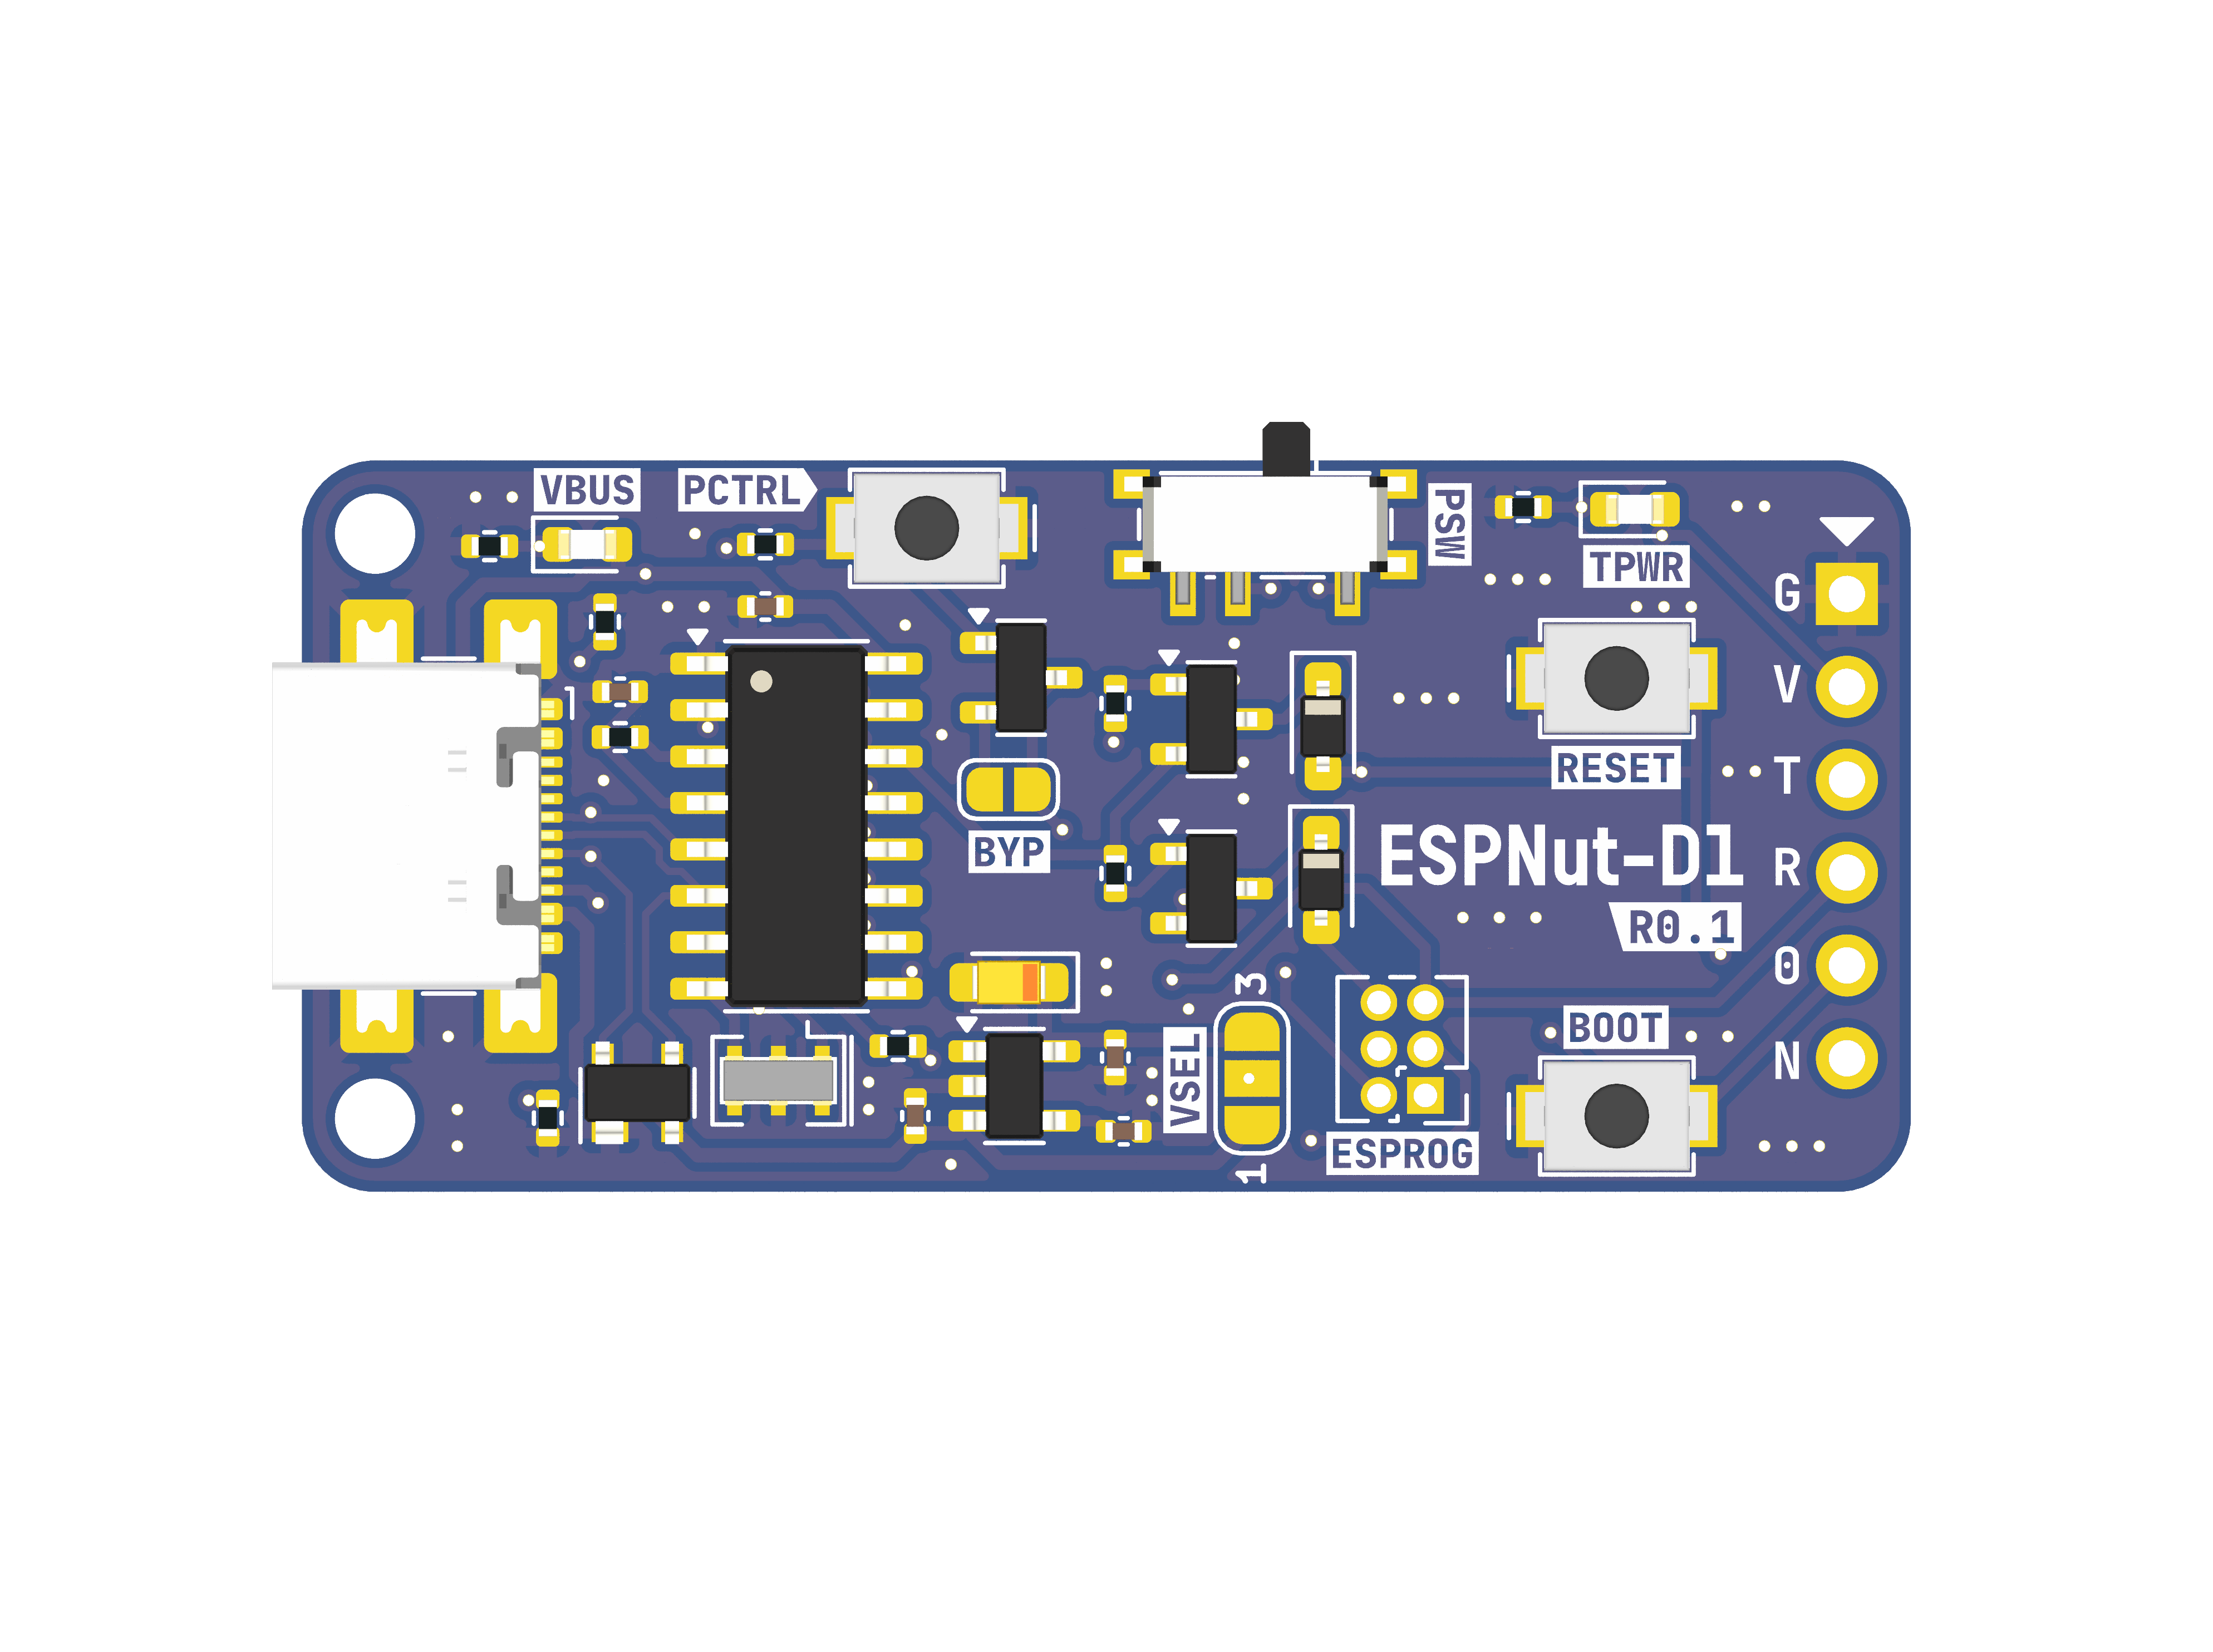 VBUS
PCTRL
PSW
TPWR
G
V
T
RESET
BYP
ESPNut-D1
R
R0.1
0
3
VSEL
1
BOOT
N
ESPROG